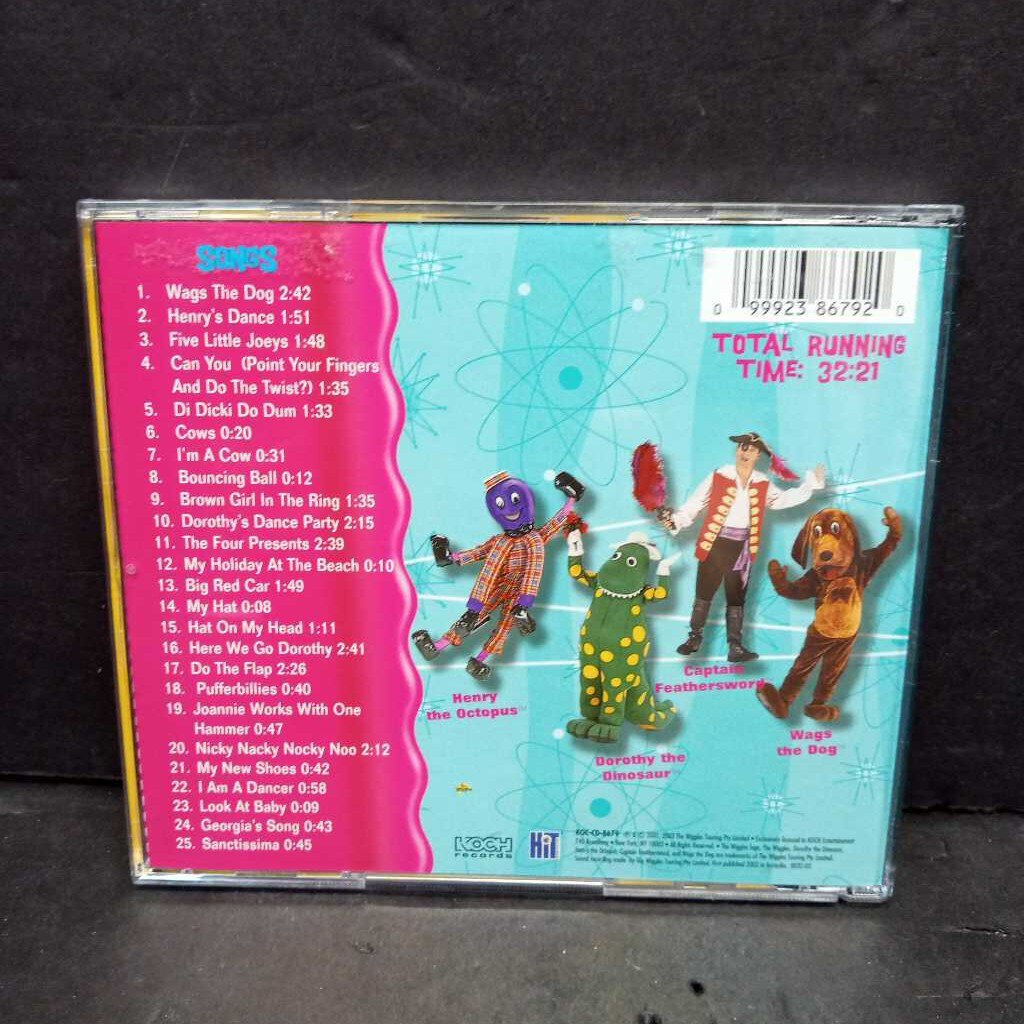 SONGS
1. Wags The Dog 2:42
2. Henry's Dance 1:51
3. Five Little Joeys 1:48
4. Can You (Point Your Fingers
And Do The Twist?) 1:35
5. Di Dicki Do Dum 1:33
6. Cows 0:20
7. I'm A Cow 0:31
8. Bouncing Ball 0:12
9. Brown Girl In The Ring 1:35
10. Dorothy's Dance Party 2:15
11. The Four Presents 2:39
12. My Holiday At The Beach 0:10
13. Big Red Car 1:49
14. My Hat 0:08
15. Hat On My Head 1:11
16. Here We Go Dorothy 2:41
17. Do The Flap 2:26
18. Pufferbillies 0:40
19. Joannie Works With One
Hammer 0:47
20. Nicky Nacky Nocky Noo 2:12
21. My New Shoes 0:42
22. I Am A Dancer 0:58
23. Look At Baby 0:09
24. Georgia's Song 0:43
25. Sanctissima 0:45
0 99923 86792 0
TOTAL RUNNING
TIME: 32:21
Henry
the Octopus
Captain
Feathersword
Dorothy the
Dinosaur
Wags
the Dog
KOCH
records
HiT